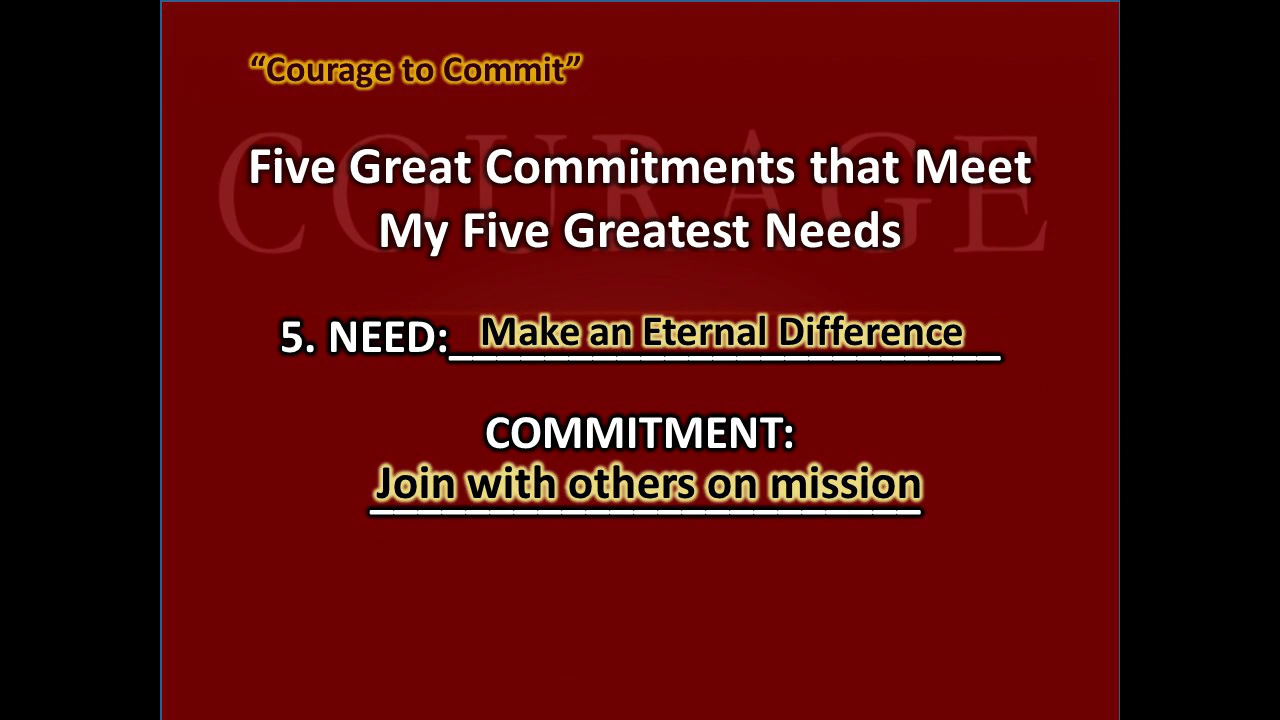 “Courage to Commit”
COURAGE
Five Great Commitments that Meet
My Five Greatest Needs
5. NEED:_______________________ Make an Eternal Difference
COMMITMENT:
Join with others on mission